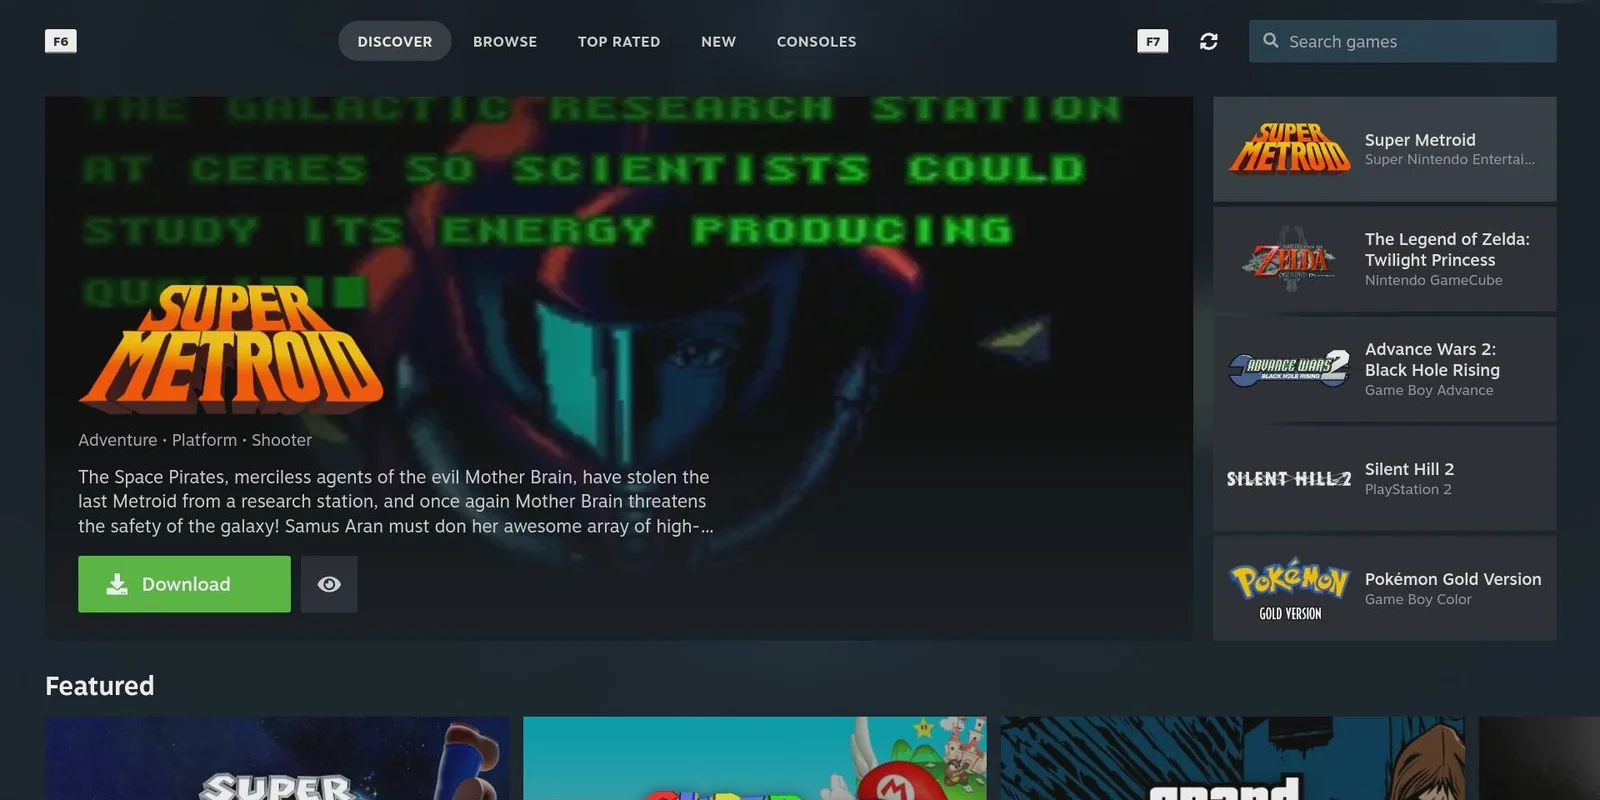 F6
DISCOVER
BROWSE
TOP RATED
NEW
CONSOLES
F7
Search games
THE GALACTIC RESEARCH STATION
AT CERES SO SCIENTISTS COULD
STUDY ITS ENERGY PRODUCING
SUPER
METROID
Adventure · Platform · Shooter
The Space Pirates, merciless agents of the evil Mother Brain, have stolen the
last Metroid from a research station, and once again Mother Brain threatens
the safety of the galaxy! Samus Aran must don her awesome array of high-...
Download
SUPER
METROID
Super Metroid
Super Nintendo Entertai...
ZELDA
The Legend of Zelda:
Twilight Princess
Nintendo GameCube
ADVANCE WARS 2
BLACK HOLE RISING
Advance Wars 2:
Black Hole Rising
Game Boy Advance
SILENT HILL 2
Silent Hill 2
PlayStation 2
POKéMON
GOLD VERSION
Pokémon Gold Version
Game Boy Color
Featured
SUPER
grand